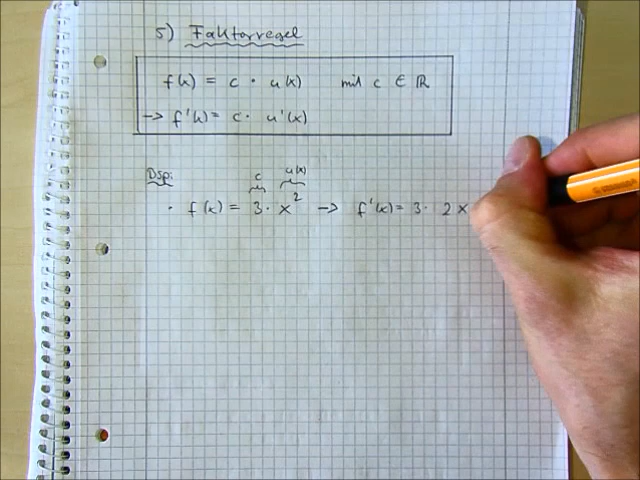 5) Faktorregel
f(x) = c · u(x) mit c ∈ ℝ
→ f'(x) = c · u'(x)
Bsp:
c u(x)
· f(x) = 3 · x² → f'(x) = 3 · 2x